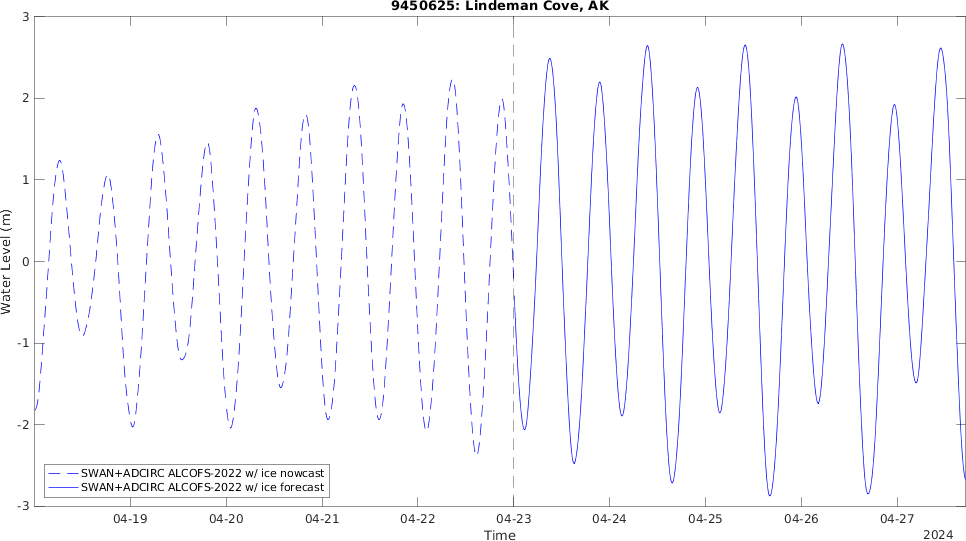 9450625: Lindeman Cove, AK
3
2
1
0
-1
-2
-3
Water Level (m)
SWAN+ADCIRC ALCOFS-2022 w/ ice nowcast
SWAN+ADCIRC ALCOFS-2022 w/ ice forecast
04-19 04-20 04-21 04-22 04-23 04-24 04-25 04-26 04-27
Time
2024